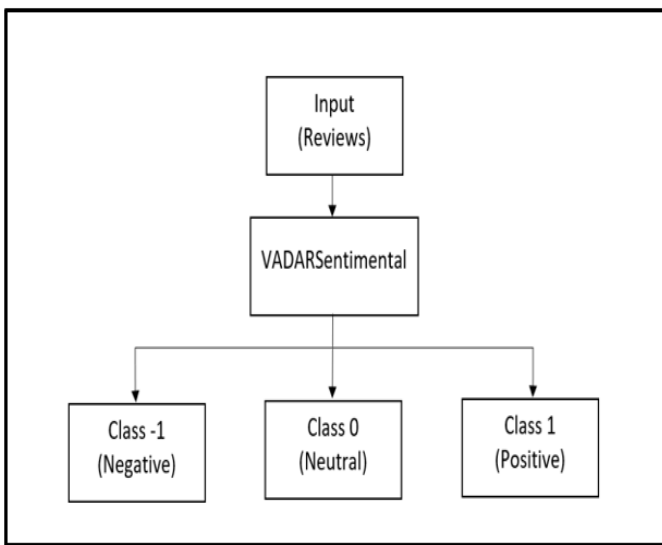 Input
(Reviews)
VADARSentimental
Class -1
(Negative)
Class 0
(Neutral)
Class 1
(Positive)